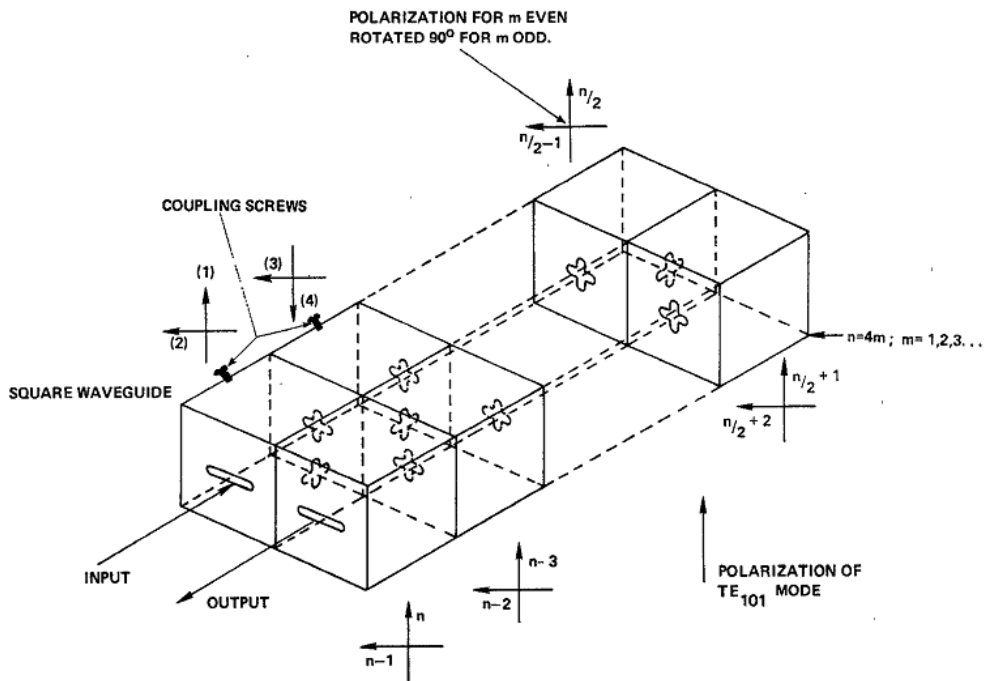 POLARIZATION FOR m EVEN
ROTATED 90° FOR m ODD.
n/2
n/2-1
COUPLING SCREWS
(1)
(3)
(2)
(4)
SQUARE WAVEGUIDE
n=4m ; m= 1,2,3...
n/2 + 1
n/2 + 2
INPUT
OUTPUT
n-3
n-2
n
n-1
POLARIZATION OF
TE101 MODE